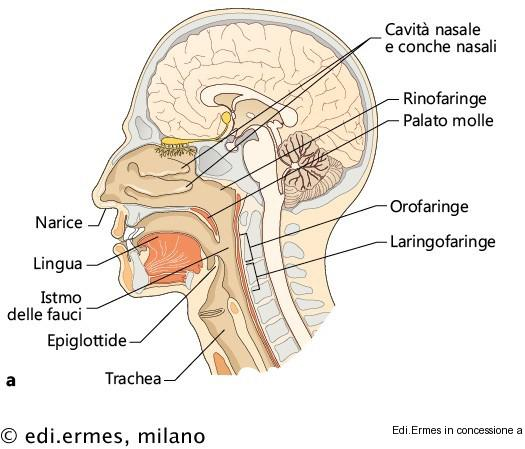 Cavità nasale
e conche nasali
Rinofaringe
Palato molle
Orofaringe
Laringofaringe
Narice
Lingua
Istmo
delle fauci
Epiglottide
Trachea
a
© edi.ermes, milano
Edi.Ermes in concessione a